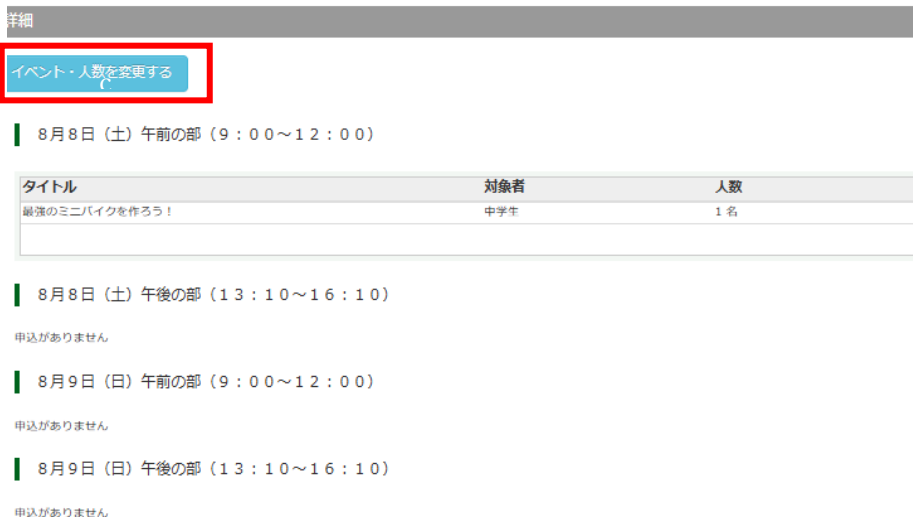 詳細
イベント・人数を変更する
8月8日（土）午前の部（９：００～１２：００）
タイトル 対象者 人数
最強のミニバイクを作ろう！ 中学生 1 名
8月8日（土）午後の部（１３：１０～１６：１０）
申込がありません
8月9日（日）午前の部（９：００～１２：００）
申込がありません
8月9日（日）午後の部（１３：１０～１６：１０）
申込がありません